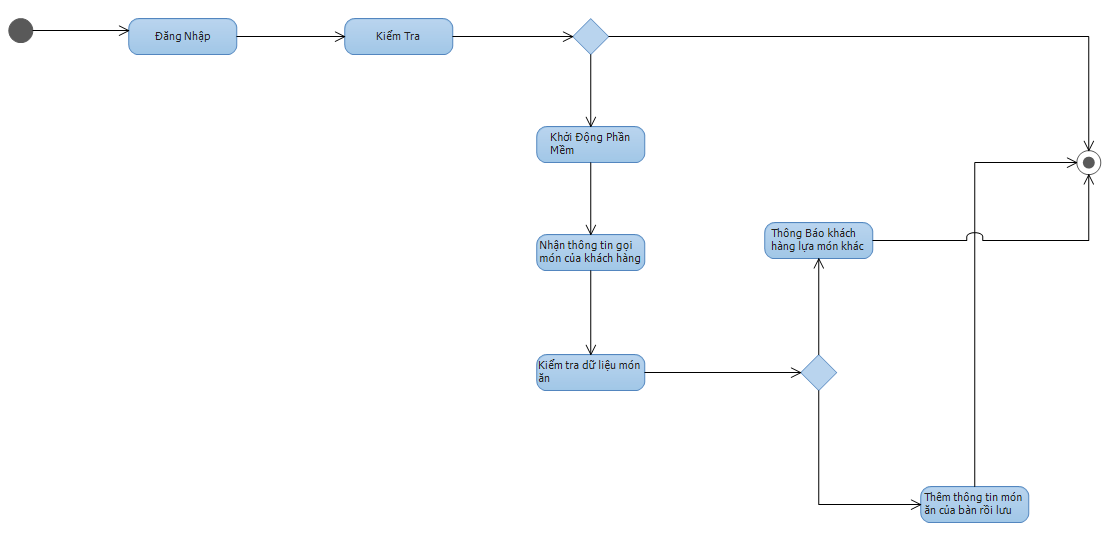 Đăng Nhập
Kiểm Tra
Khởi Động Phần
Mềm
Nhận thông tin gọi
món của khách hàng
Thông Báo khách
hàng lựa món khác
Kiểm tra dữ liệu món
ăn
Thêm thông tin món
ăn của bàn rồi lưu